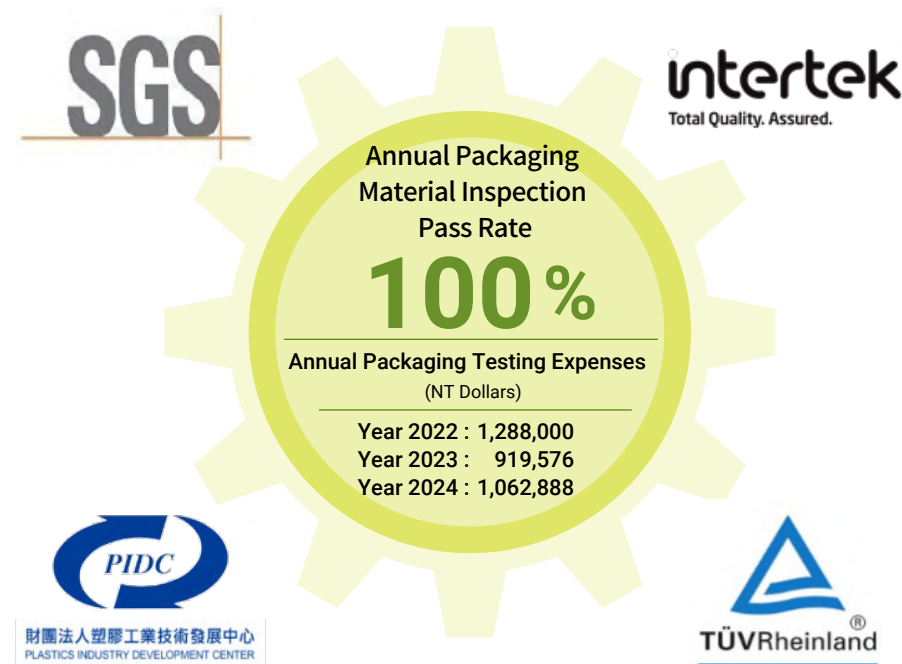 SGS
intertek
Total Quality. Assured.
Annual Packaging
Material Inspection
Pass Rate
100%
Annual Packaging Testing Expenses
(NT Dollars)
Year 2022 : 1,288,000
Year 2023 : 919,576
Year 2024 : 1,062,888
PIDC
財團法人塑膠工業技術發展中心
PLASTICS INDUSTRY DEVELOPMENT CENTER
®
TÜVRheinland